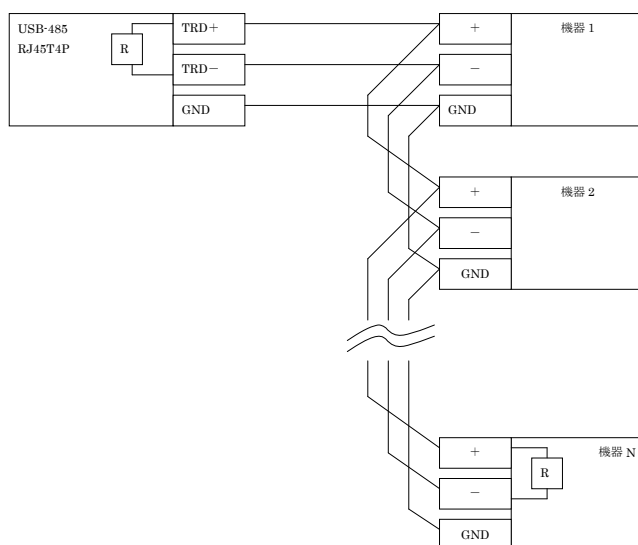 USB-485
RJ45T4P
R
TRD＋
TRD－
GND
＋
－
GND
機器 1
＋
－
GND
機器 2
＋
－
GND
R
機器 N